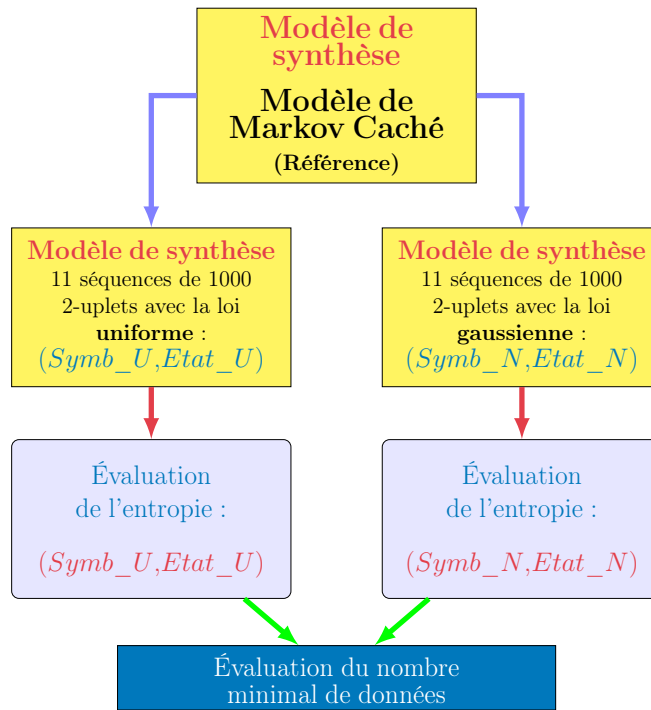 Modèle de
synthèse
Modèle de
Markov Caché
(Référence)
Modèle de synthèse
11 séquences de 1000
2-uplets avec la loi
uniforme :
(Symb_U,Etat_U)
Modèle de synthèse
11 séquences de 1000
2-uplets avec la loi
gaussienne :
(Symb_N,Etat_N)
Évaluation
de l'entropie :
(Symb_U,Etat_U)
Évaluation
de l'entropie :
(Symb_N,Etat_N)
Évaluation du nombre
minimal de données